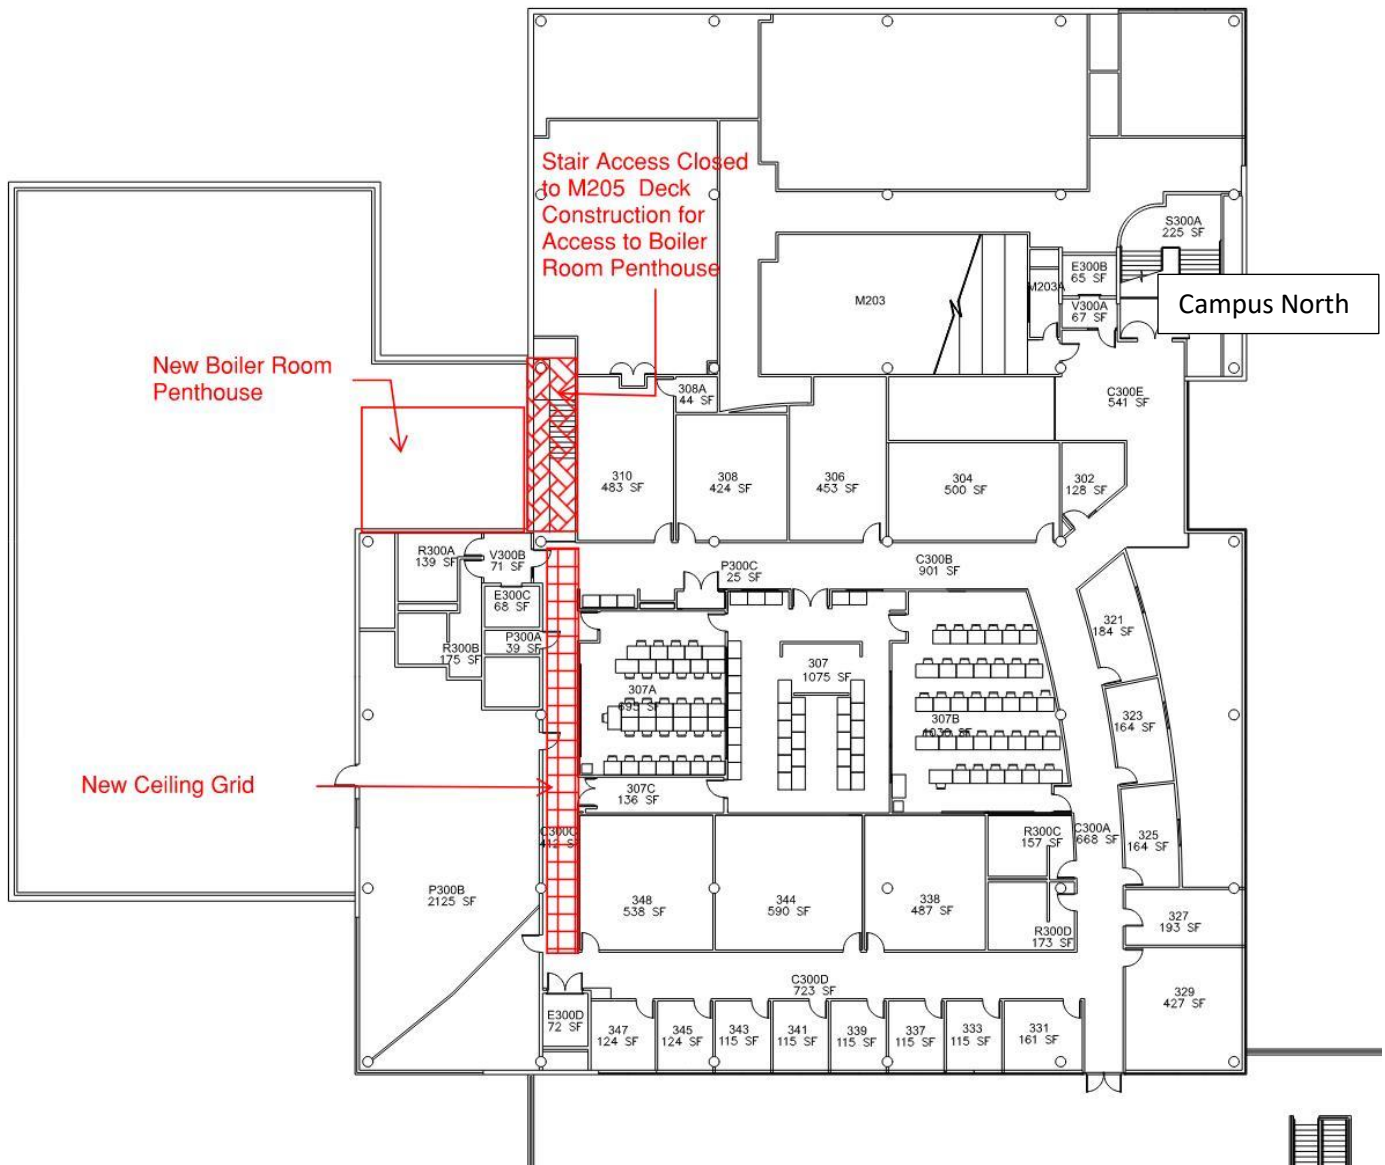 Stair Access Closed
to M205 Deck
Construction for
Access to Boiler
Room Penthouse
S300A
225 SF
E300B
65 SF
M203A
V300A
67 SF
Campus North
M203
New Boiler Room
Penthouse
308A
44 SF
C300E
541 SF
310
483 SF
308
424 SF
306
453 SF
304
500 SF
302
128 SF
R300A
139 SF
V300B
71 SF
P300C
25 SF
C300B
901 SF
E300C
68 SF
P300A
39 SF
R300B
175 SF
321
184 SF
307
1075 SF
307A
695 SF
307B
1030 SF
323
164 SF
New Ceiling Grid
307C
136 SF
C300C
412 SF
R300C
157 SF
C300A
668 SF
325
164 SF
P300B
2125 SF
348
538 SF
344
590 SF
338
487 SF
327
193 SF
R300D
173 SF
C300D
723 SF
329
427 SF
E300D
72 SF
347
124 SF
345
124 SF
343
115 SF
341
115 SF
339
115 SF
337
115 SF
333
115 SF
331
161 SF